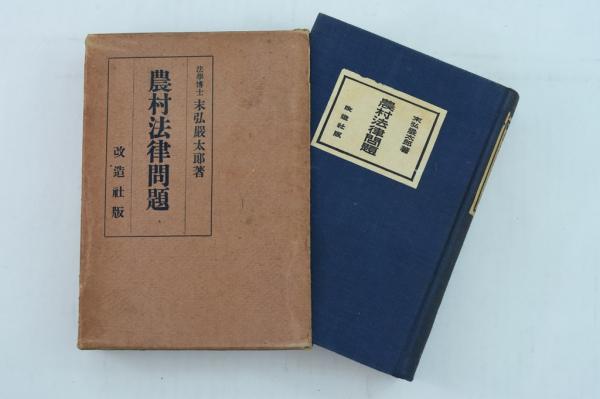 法學博士 末弘嚴太郎著
農村法律問題
改造社版
末弘嚴太郎著
農村法律問題
改造社版